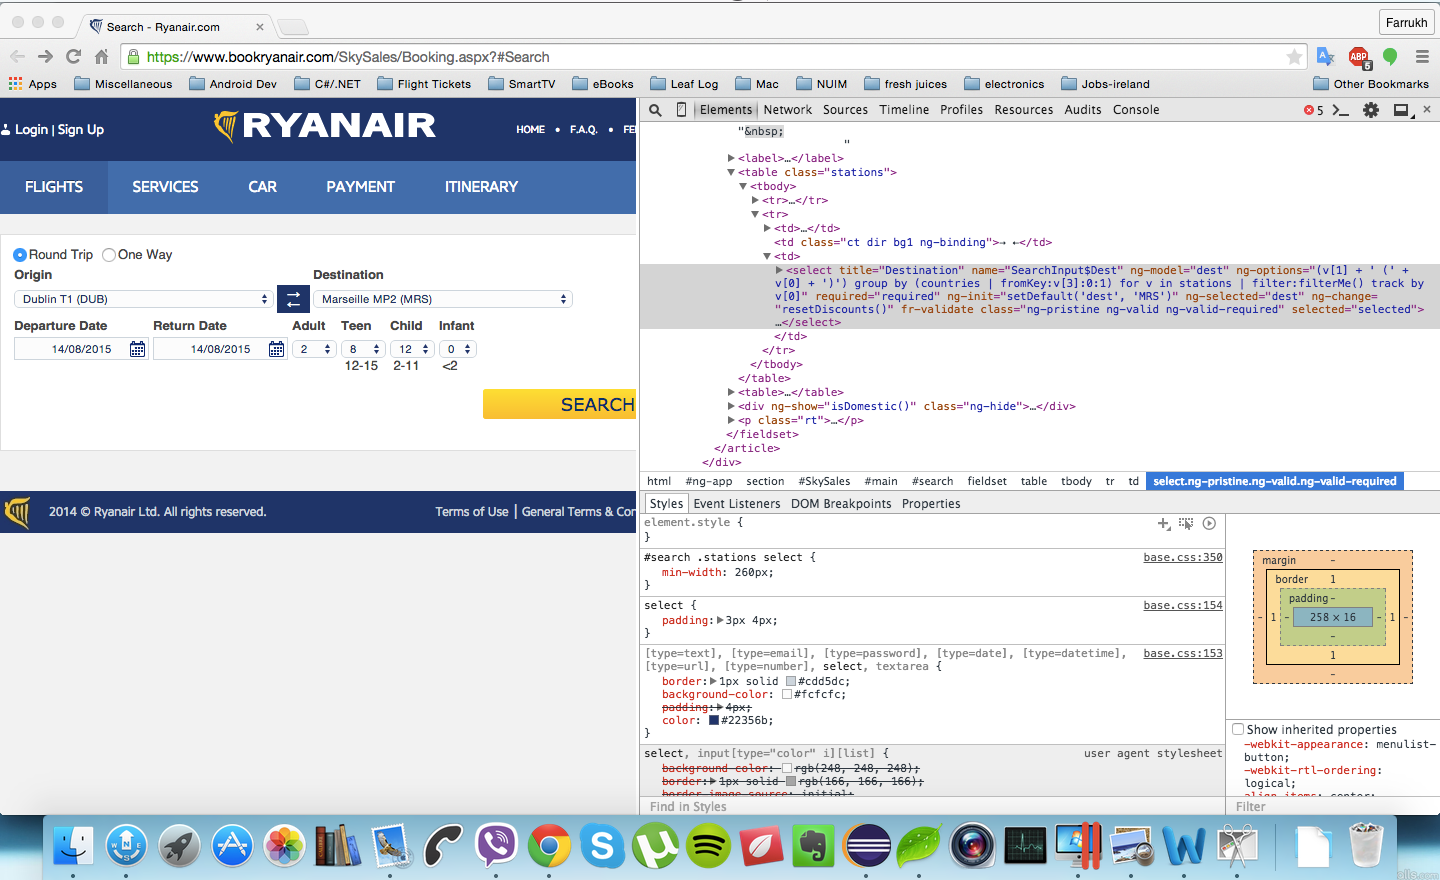 Search - Ryanair.com
Farrukh
https://www.bookryanair.com/SkySales/Booking.aspx?#Search
Apps Miscellaneous Android Dev C#/.NET Flight Tickets SmartTV eBooks Leaf Log Mac NUIM fresh juices electronics Jobs-ireland Other Bookmarks
Login | Sign Up
RYANAIR
HOME • F.A.Q. • FE
FLIGHTS SERVICES CAR PAYMENT ITINERARY
Round Trip One Way
Origin Destination
Dublin T1 (DUB) Marseille MP2 (MRS)
Departure Date Return Date Adult Teen Child Infant
14/08/2015 14/08/2015 2 8 12 0
12-15 2-11 <2
SEARCH
2014 © Ryanair Ltd. All rights reserved. Terms of Use | General Terms & Cor
Elements Network Sources Timeline Profiles Resources Audits Console 5
"&nbsp;
"
<label>…</label>
<table class="stations">
<tbody>
<tr>…</tr>
<tr>
<td>…</td>
<td class="ct dir bg1 ng-binding">→ ←</td>
<td>
<select title="Destination" name="SearchInput$Dest" ng-model="dest" ng-options="(v[1] + ' (' +
v[0] + ')') group by (countries | fromKey:v[3]:0:1) for v in stations | filter:filterMe() track by
v[0]" required="required" ng-init="setDefault('dest', 'MRS')" ng-selected="dest" ng-change=
"resetDiscounts()" fr-validate class="ng-pristine ng-valid ng-valid-required" selected="selected">
…</select>
</td>
</tr>
</tbody>
</table>
<table>…</table>
<div ng-show="isDomestic()" class="ng-hide">…</div>
<p class="rt">…</p>
</fieldset>
</article>
</div>
html #ng-app section #SkySales #main #search fieldset table tbody tr td select.ng-pristine.ng-valid.ng-valid-required
Styles Event Listeners DOM Breakpoints Properties
element.style {
}
#search .stations select { base.css:350
min-width: 260px;
}
select { base.css:154
padding: 3px 4px;
}
[type=text], [type=email], [type=password], [type=date], [type=datetime], base.css:153
[type=url], [type=number], select, textarea {
border: 1px solid #cdd5dc;
background-color: #fcfcfc;
padding: 4px;
color: #22356b;
}
select, input[type="color" i][list] { user agent stylesheet
background-color: rgb(248, 248, 248);
border: 1px solid rgb(166, 166, 166);
border-image-source: initial;
Find in Styles
margin -
border 1
padding -
- 1 - 258 × 16 - 1 -
-
1
-
Show inherited properties
-webkit-appearance: menulist-
button;
-webkit-rtl-ordering:
logical;
align-items: center;
Filter